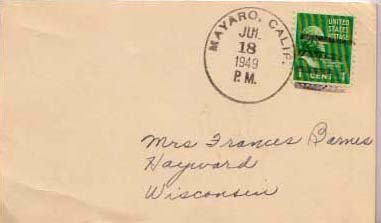 MAYARO, CALIF.
JUL
18
1949
P.M.
UNITED
STATES
POSTAGE
1 CENT 1
Mrs Frances Barnes
Hayward
Wisconsin